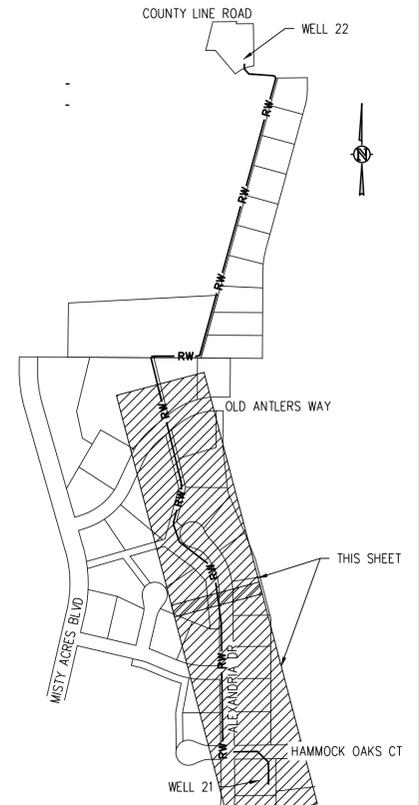 COUNTY LINE ROAD
WELL 22
RW
N
RW
RW
RW
RW
OLD ANTLERS WAY
RW
RW
THIS SHEET
MISTY ACRES BLVD
RW
ALEXANDRIA DR
RW
HAMMOCK OAKS CT
WELL 21